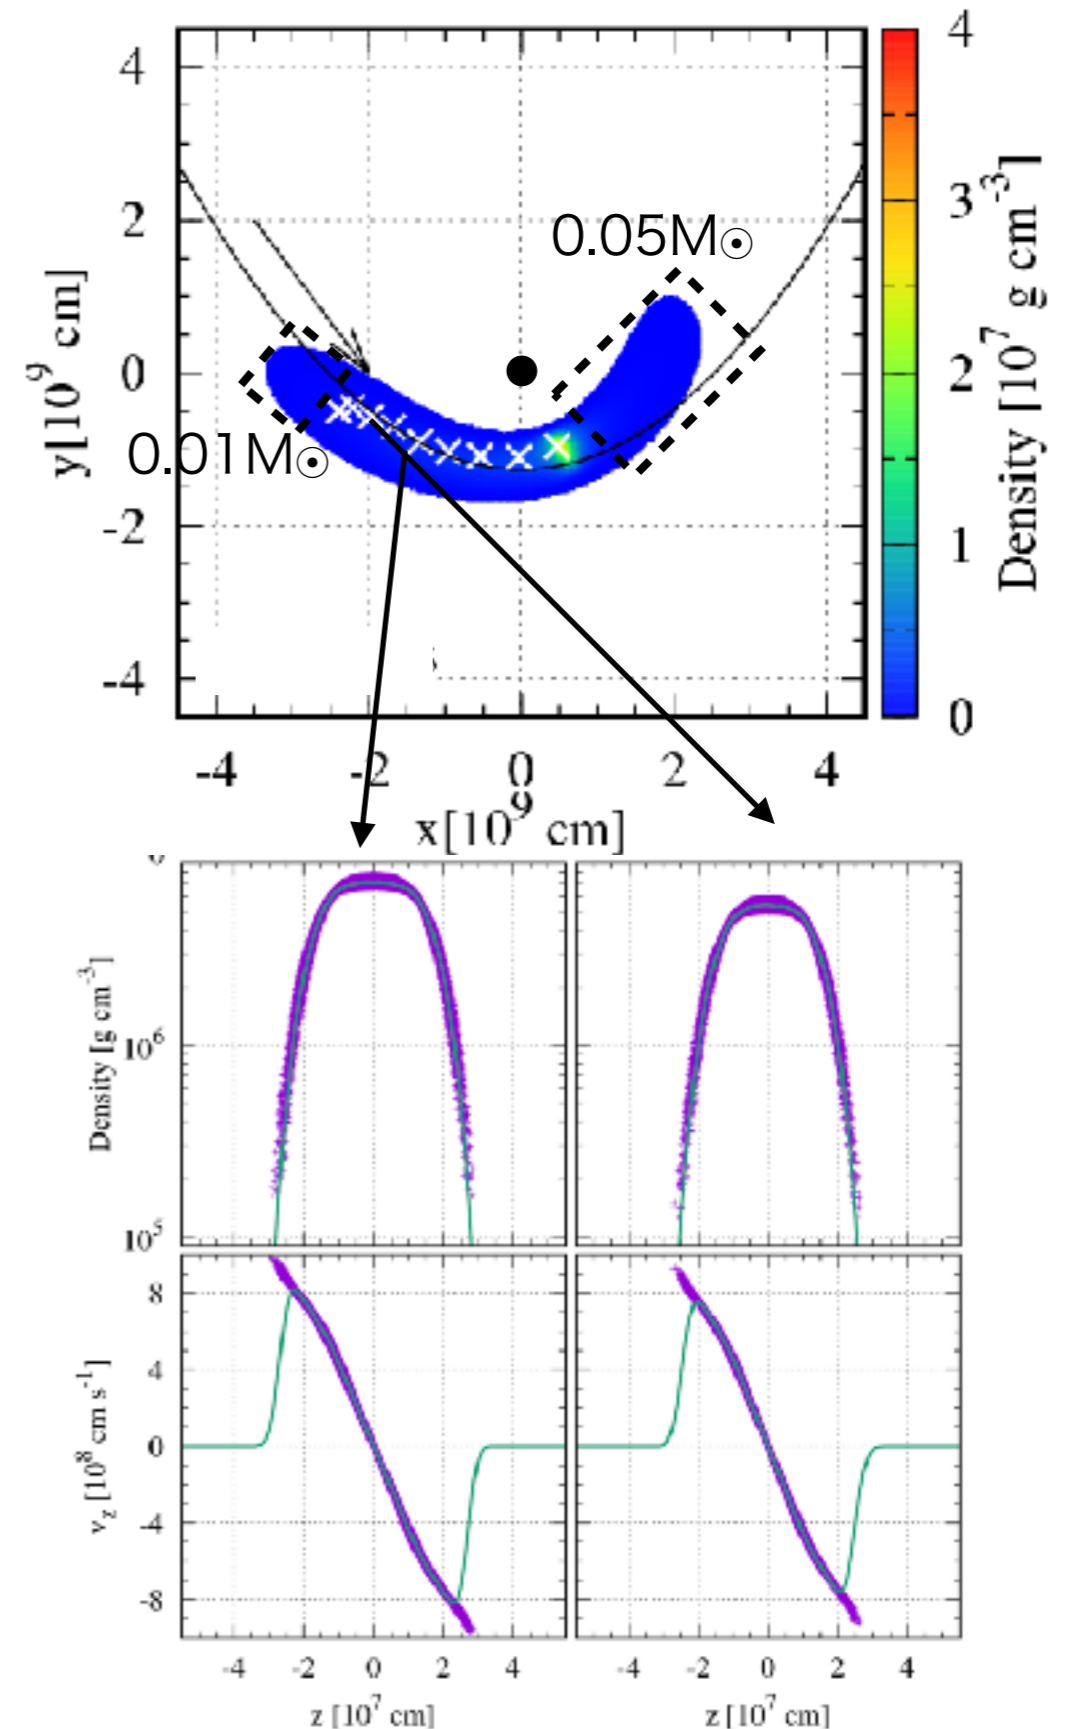 4
2
0
-2
-4
y[10^9 cm]
0.05M⊙
0.01M⊙
-4 -2 0 2 4
x[10^9 cm]
4
3
2
1
0
Density [10^7 g cm^-3]
10^6
10^5
Density [g cm^-3]
8
4
0
-4
-8
v_z [10^8 cm s^-1]
-4 -2 0 2 4
-4 -2 0 2 4
z [10^7 cm]
z [10^7 cm]